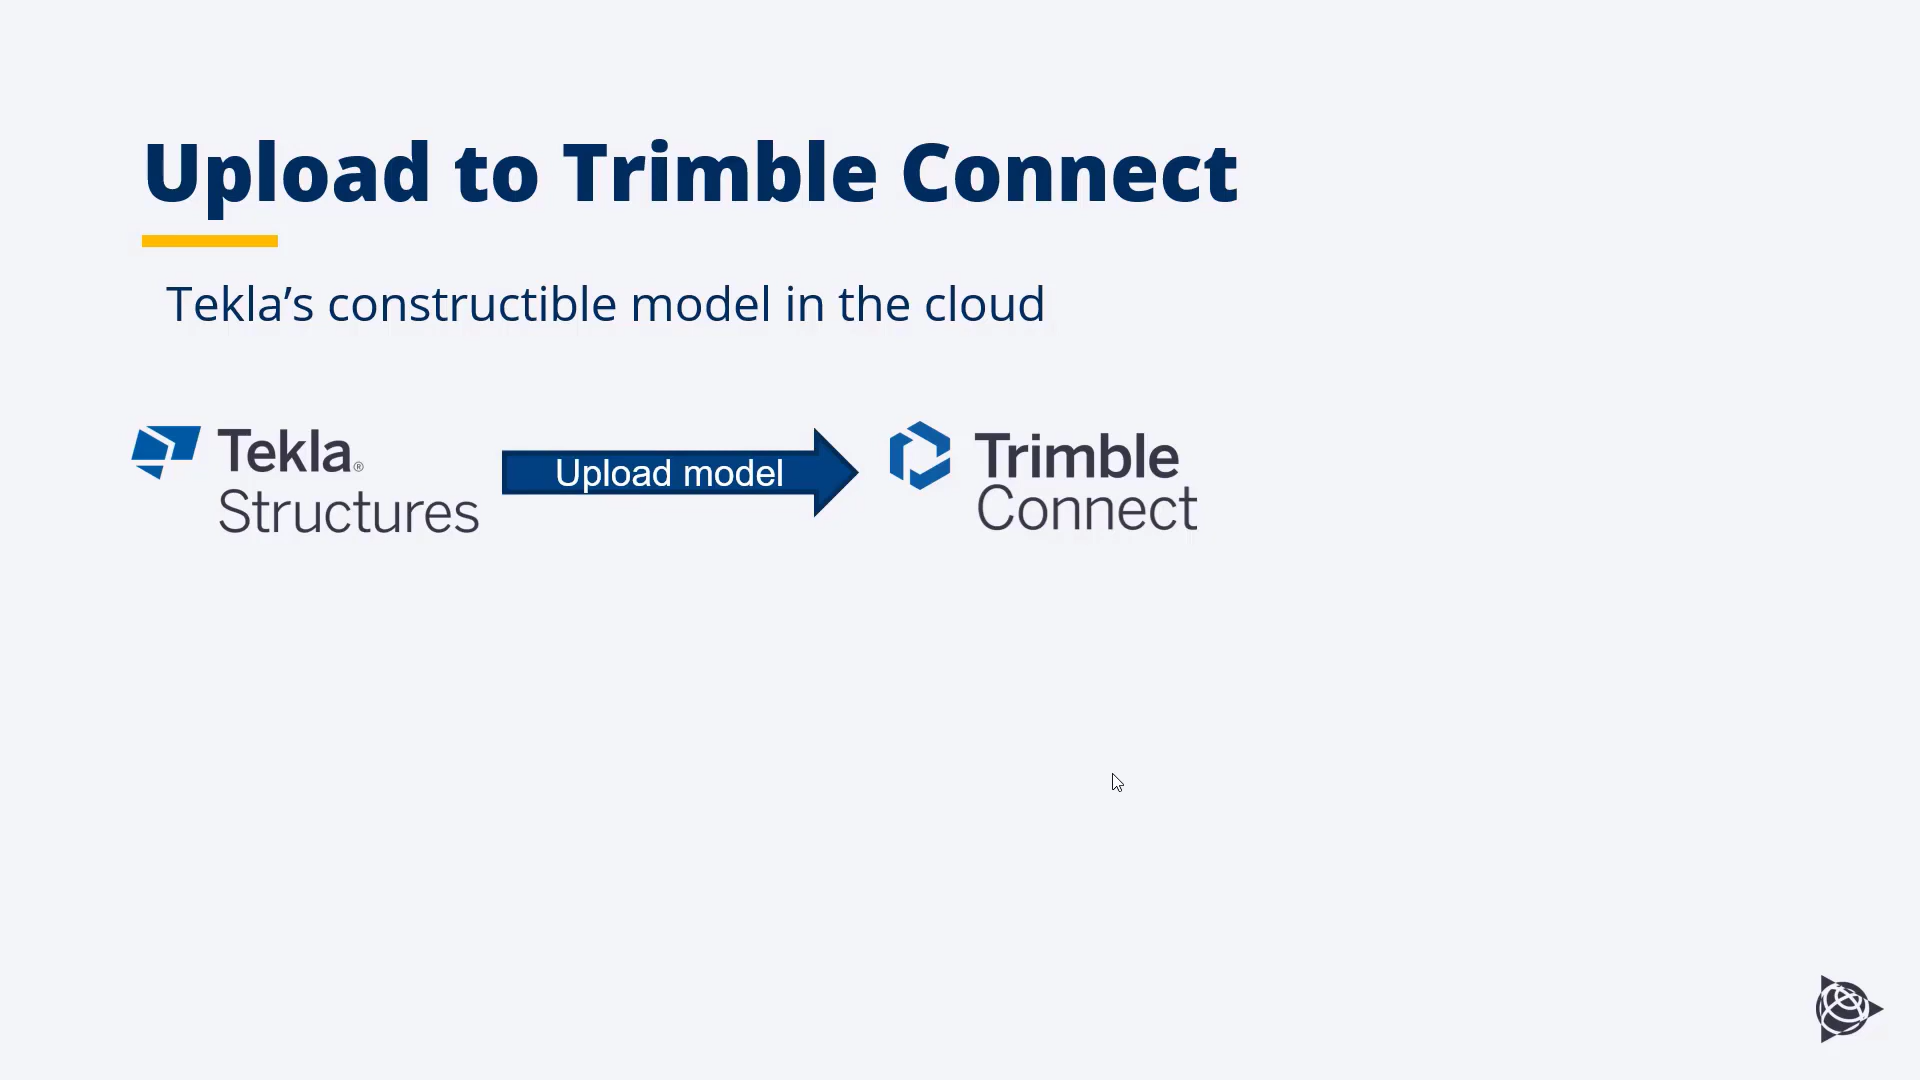 Upload to Trimble Connect
Tekla’s constructible model in the cloud
Tekla®
Structures
Upload model
Trimble
Connect